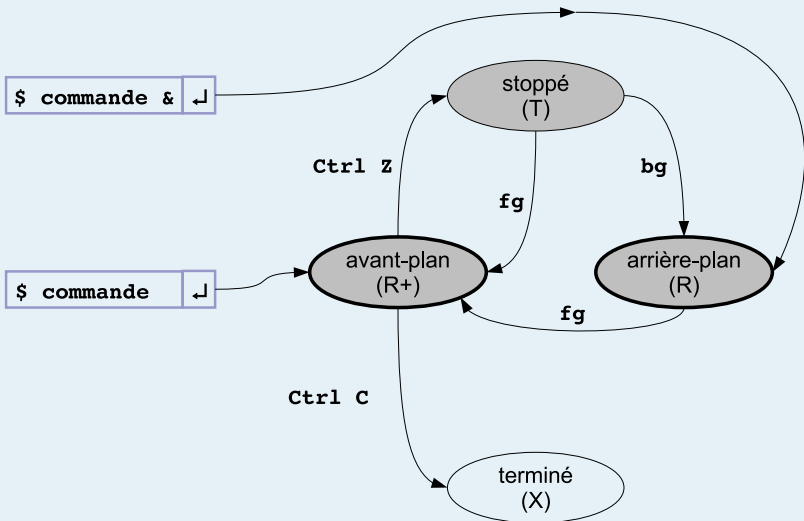 $ commande & ↵
stoppé
(T)
Ctrl Z
bg
fg
avant-plan
(R+)
arrière-plan
(R)
$ commande ↵
fg
Ctrl C
terminé
(X)